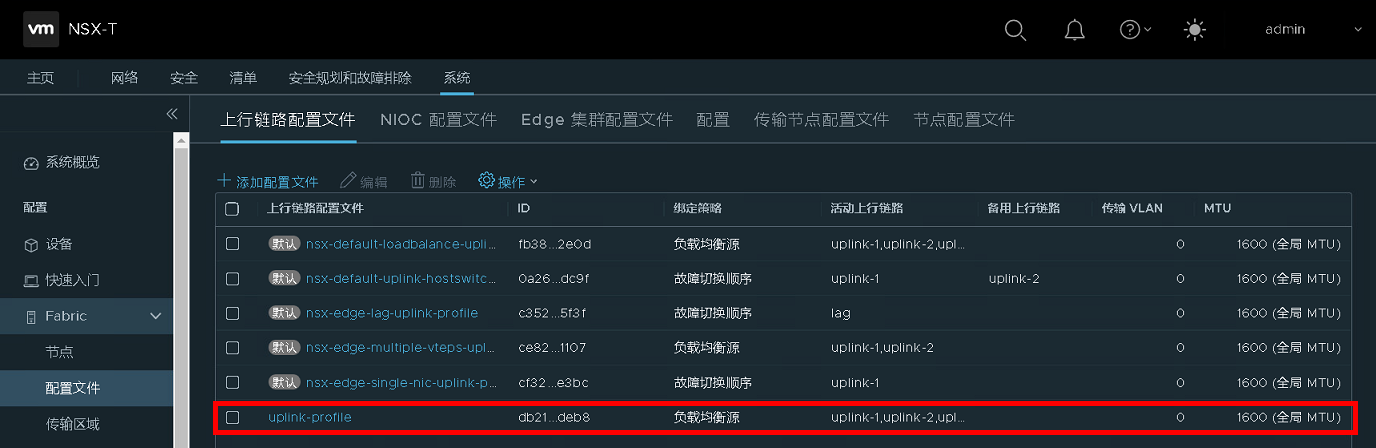 vm NSX-T admin
主页 网络 安全 清单 安全规划和故障排除 系统
上行链路配置文件 NIOC 配置文件 Edge 集群配置文件 配置 传输节点配置文件 节点配置文件
系统概览
配置
设备
快速入门
Fabric
节点
配置文件
传输区域
添加配置文件 编辑 删除 操作
上行链路配置文件 ID 绑定策略 活动上行链路 备用上行链路 传输 VLAN MTU
默认 nsx-default-loadbalance-upli... fb38...2e0d 负载均衡源 uplink-1,uplink-2,upl... 0 1600 (全局 MTU)
默认 nsx-default-uplink-hostswitc... 0a26...dc9f 故障切换顺序 uplink-1 uplink-2 0 1600 (全局 MTU)
默认 nsx-edge-lag-uplink-profile c352...5f3f 故障切换顺序 lag 0 1600 (全局 MTU)
默认 nsx-edge-multiple-vteps-upl... ce82...1107 负载均衡源 uplink-1,uplink-2 0 1600 (全局 MTU)
默认 nsx-edge-single-nic-uplink-p... cf32...e3bc 故障切换顺序 uplink-1 0 1600 (全局 MTU)
uplink-profile db21...deb8 负载均衡源 uplink-1,uplink-2,upl... 0 1600 (全局 MTU)